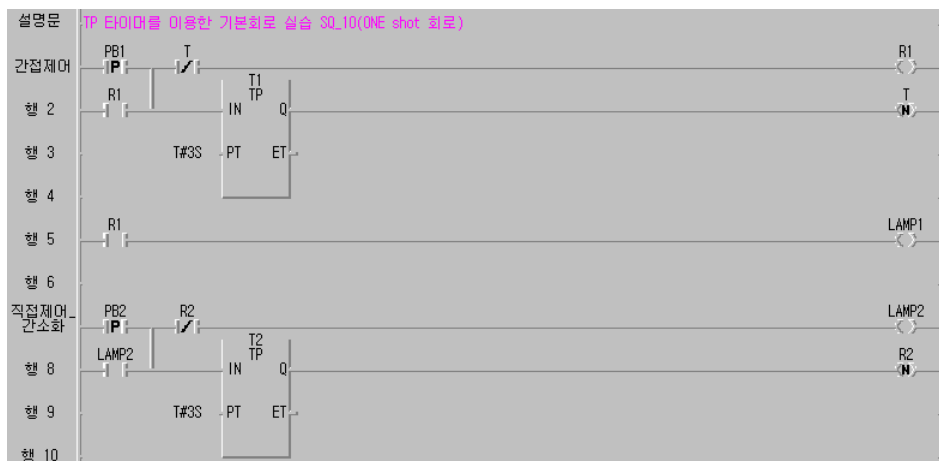 설명문 TP 타이머를 이용한 기본회로 실습 SQ_10(ONE shot 회로)
PB1 T R1
간접제어 P
R1 T1 TP T
행 2 IN Q N
행 3 T#3S PT ET
행 4
R1 LAMP1
행 5
행 6
직접제어_간소화 PB2 R2 LAMP2
P
LAMP2 T2 TP R2
행 8 IN Q N
행 9 T#3S PT ET
행 10